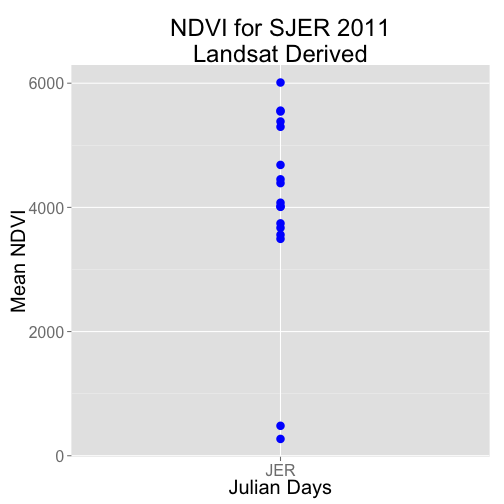 NDVI for SJER 2011
Landsat Derived
6000
4000
2000
0
Mean NDVI
JER
Julian Days